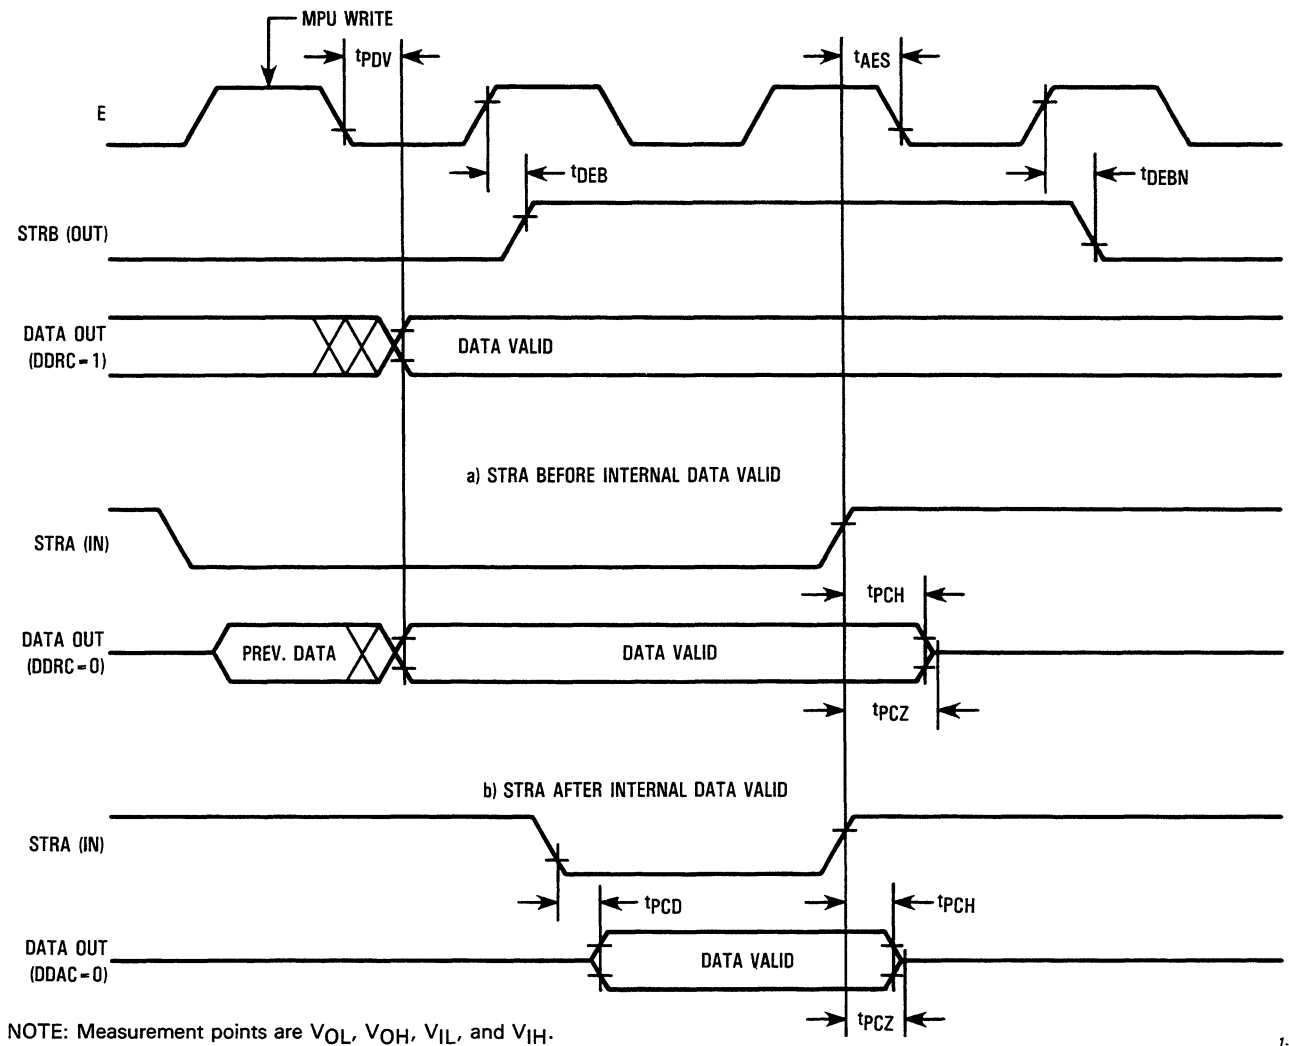 MPU WRITE
tPDV
tAES
E
tDEB
tDEBN
STRB (OUT)
DATA OUT
(DDRC=1)
DATA VALID
a) STRA BEFORE INTERNAL DATA VALID
STRA (IN)
tPCH
DATA OUT
(DDRC=0)
PREV. DATA
DATA VALID
tPCZ
b) STRA AFTER INTERNAL DATA VALID
STRA (IN)
tPCD
tPCH
DATA OUT
(DDAC=0)
DATA VALID
tPCZ
NOTE: Measurement points are VOL, VOH, VIL, and VIH.
1-